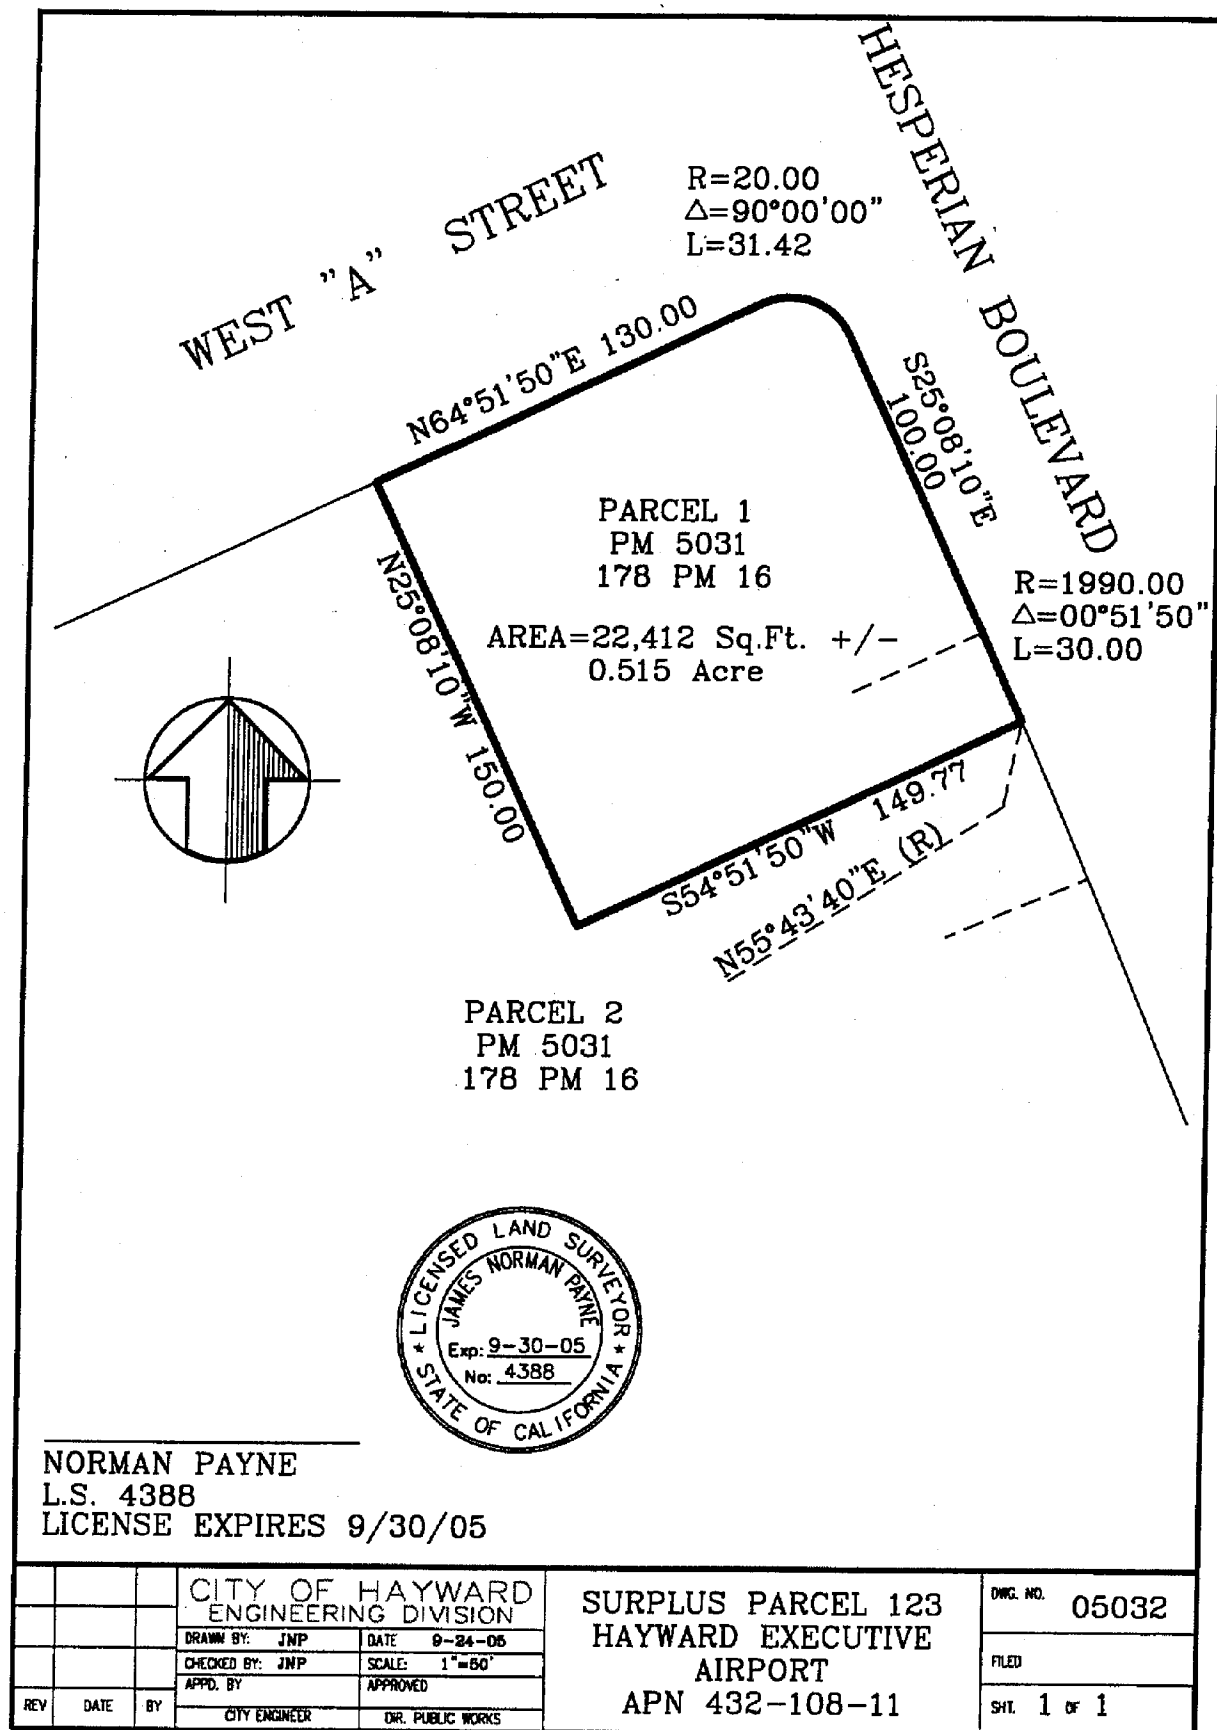 HESPERIAN BOULEVARD
WEST "A" STREET
R=20.00
Δ=90°00'00"
L=31.42
N64°51'50"E 130.00
S25°08'10"E
100.00
PARCEL 1
PM 5031
178 PM 16
AREA=22,412 Sq.Ft. +/-
0.515 Acre
R=1990.00
Δ=00°51'50"
L=30.00
N25°08'10"W 150.00
S54°51'50"W 149.77
N55°43'40"E (R)
PARCEL 2
PM 5031
178 PM 16
LICENSED LAND SURVEYOR
JAMES NORMAN PAYNE
Exp: 9-30-05
No: 4388
STATE OF CALIFORNIA
NORMAN PAYNE
L.S. 4388
LICENSE EXPIRES 9/30/05
REV DATE BY
CITY OF HAYWARD
ENGINEERING DIVISION
DRAWN BY: JNP DATE 9-24-05
CHECKED BY: JNP SCALE: 1"=50'
APPD. BY APPROVED
CITY ENGINEER DIR. PUBLIC WORKS
SURPLUS PARCEL 123
HAYWARD EXECUTIVE
AIRPORT
APN 432-108-11
DWG. NO. 05032
FILED
SHT. 1 OF 1